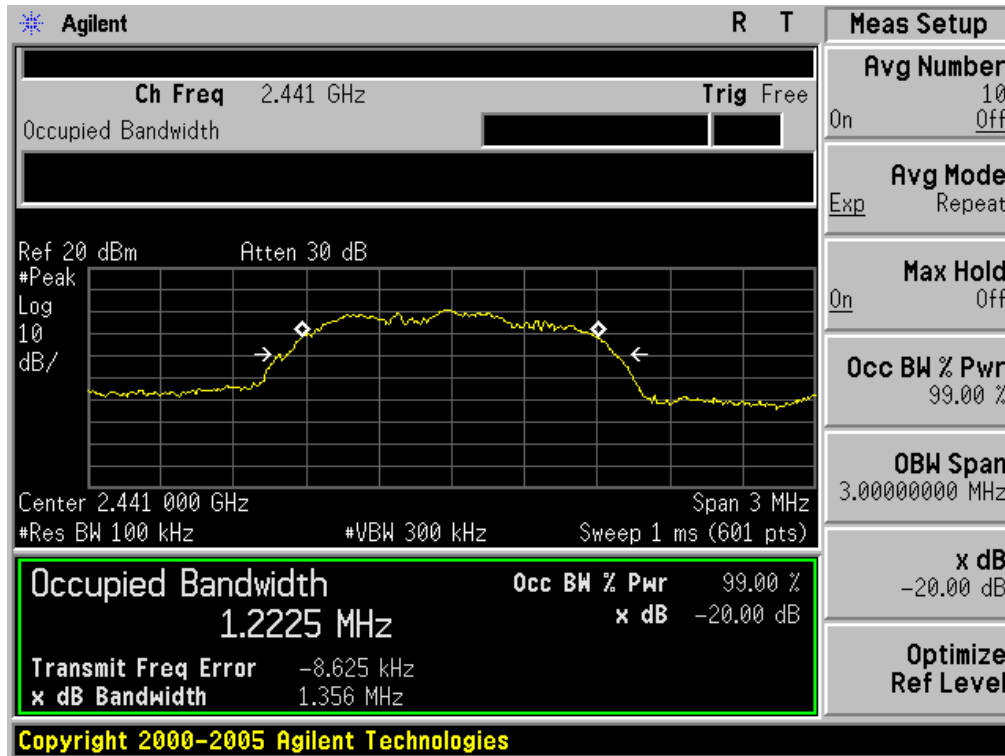 Agilent R T
Ch Freq 2.441 GHz Trig Free
Occupied Bandwidth
Ref 20 dBm Atten 30 dB
#Peak
Log
10
dB/
Center 2.441 000 GHz Span 3 MHz
#Res BW 100 kHz #VBW 300 kHz Sweep 1 ms (601 pts)
Occupied Bandwidth
1.2225 MHz
Occ BW % Pwr 99.00 %
x dB -20.00 dB
Transmit Freq Error -8.625 kHz
x dB Bandwidth 1.356 MHz
Meas Setup
Avg Number
10
On Off
Avg Mode
Exp Repeat
Max Hold
On Off
Occ BW % Pwr
99.00 %
OBW Span
3.00000000 MHz
x dB
-20.00 dB
Optimize
Ref Level
Copyright 2000-2005 Agilent Technologies